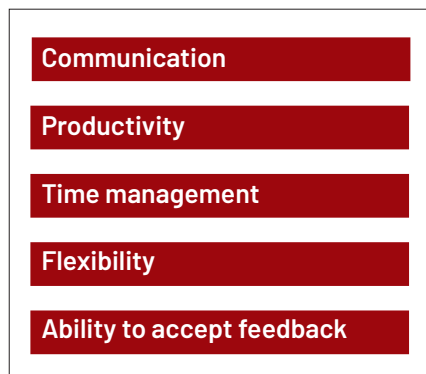 Communication
Productivity
Time management
Flexibility
Ability to accept feedback